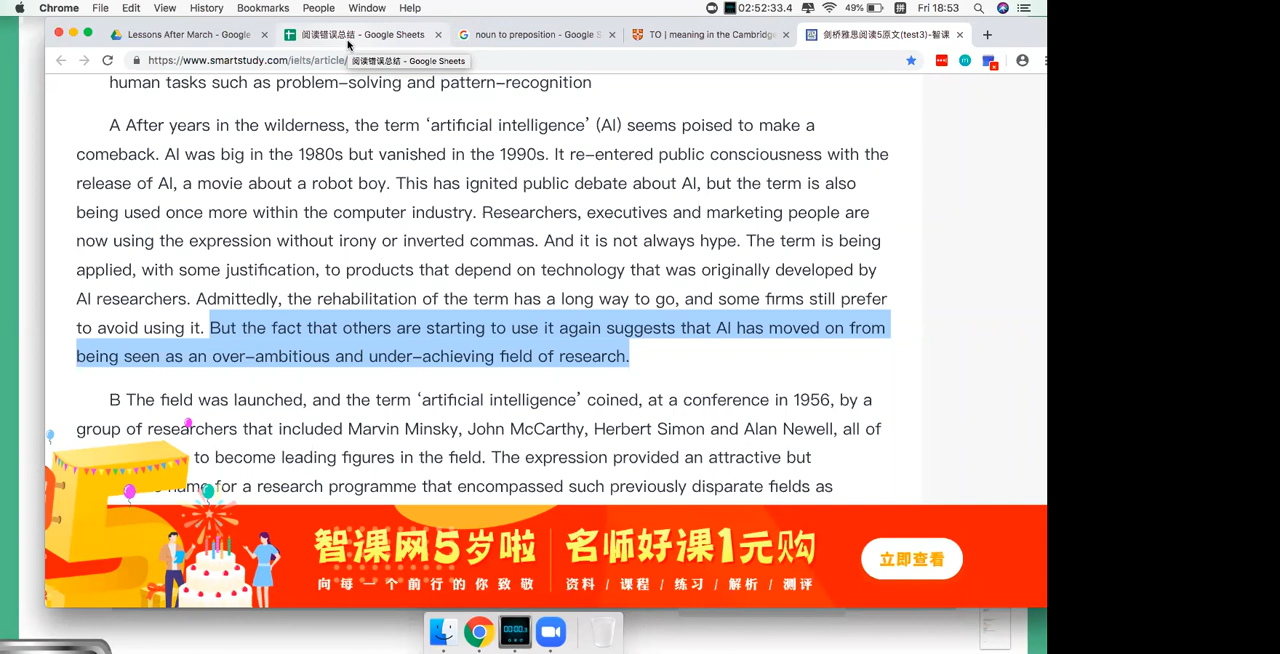 Chrome File Edit View History Bookmarks People Window Help 02:52:33.4 49% Fri 18:53
Lessons After March - Google
阅读错误总结 - Google Sheets
noun to preposition - Google S
TO | meaning in the Cambridge
剑桥雅思阅读5原文(test3)-智课
https://www.smartstudy.com/ielts/article/
阅读错误总结 - Google Sheets
human tasks such as problem-solving and pattern-recognition
A After years in the wilderness, the term ‘artificial intelligence’ (AI) seems poised to make a
comeback. AI was big in the 1980s but vanished in the 1990s. It re-entered public consciousness with the
release of AI, a movie about a robot boy. This has ignited public debate about AI, but the term is also
being used once more within the computer industry. Researchers, executives and marketing people are
now using the expression without irony or inverted commas. And it is not always hype. The term is being
applied, with some justification, to products that depend on technology that was originally developed by
AI researchers. Admittedly, the rehabilitation of the term has a long way to go, and some firms still prefer
to avoid using it. But the fact that others are starting to use it again suggests that AI has moved on from
being seen as an over-ambitious and under-achieving field of research.
B The field was launched, and the term ‘artificial intelligence’ coined, at a conference in 1956, by a
group of researchers that included Marvin Minsky, John McCarthy, Herbert Simon and Alan Newell, all of
to become leading figures in the field. The expression provided an attractive but
name for a research programme that encompassed such previously disparate fields as
智课网5岁啦 名师好课1元购
向每一个前行的你致敬 资料 / 课程 / 练习 / 解析 / 测评
立即查看